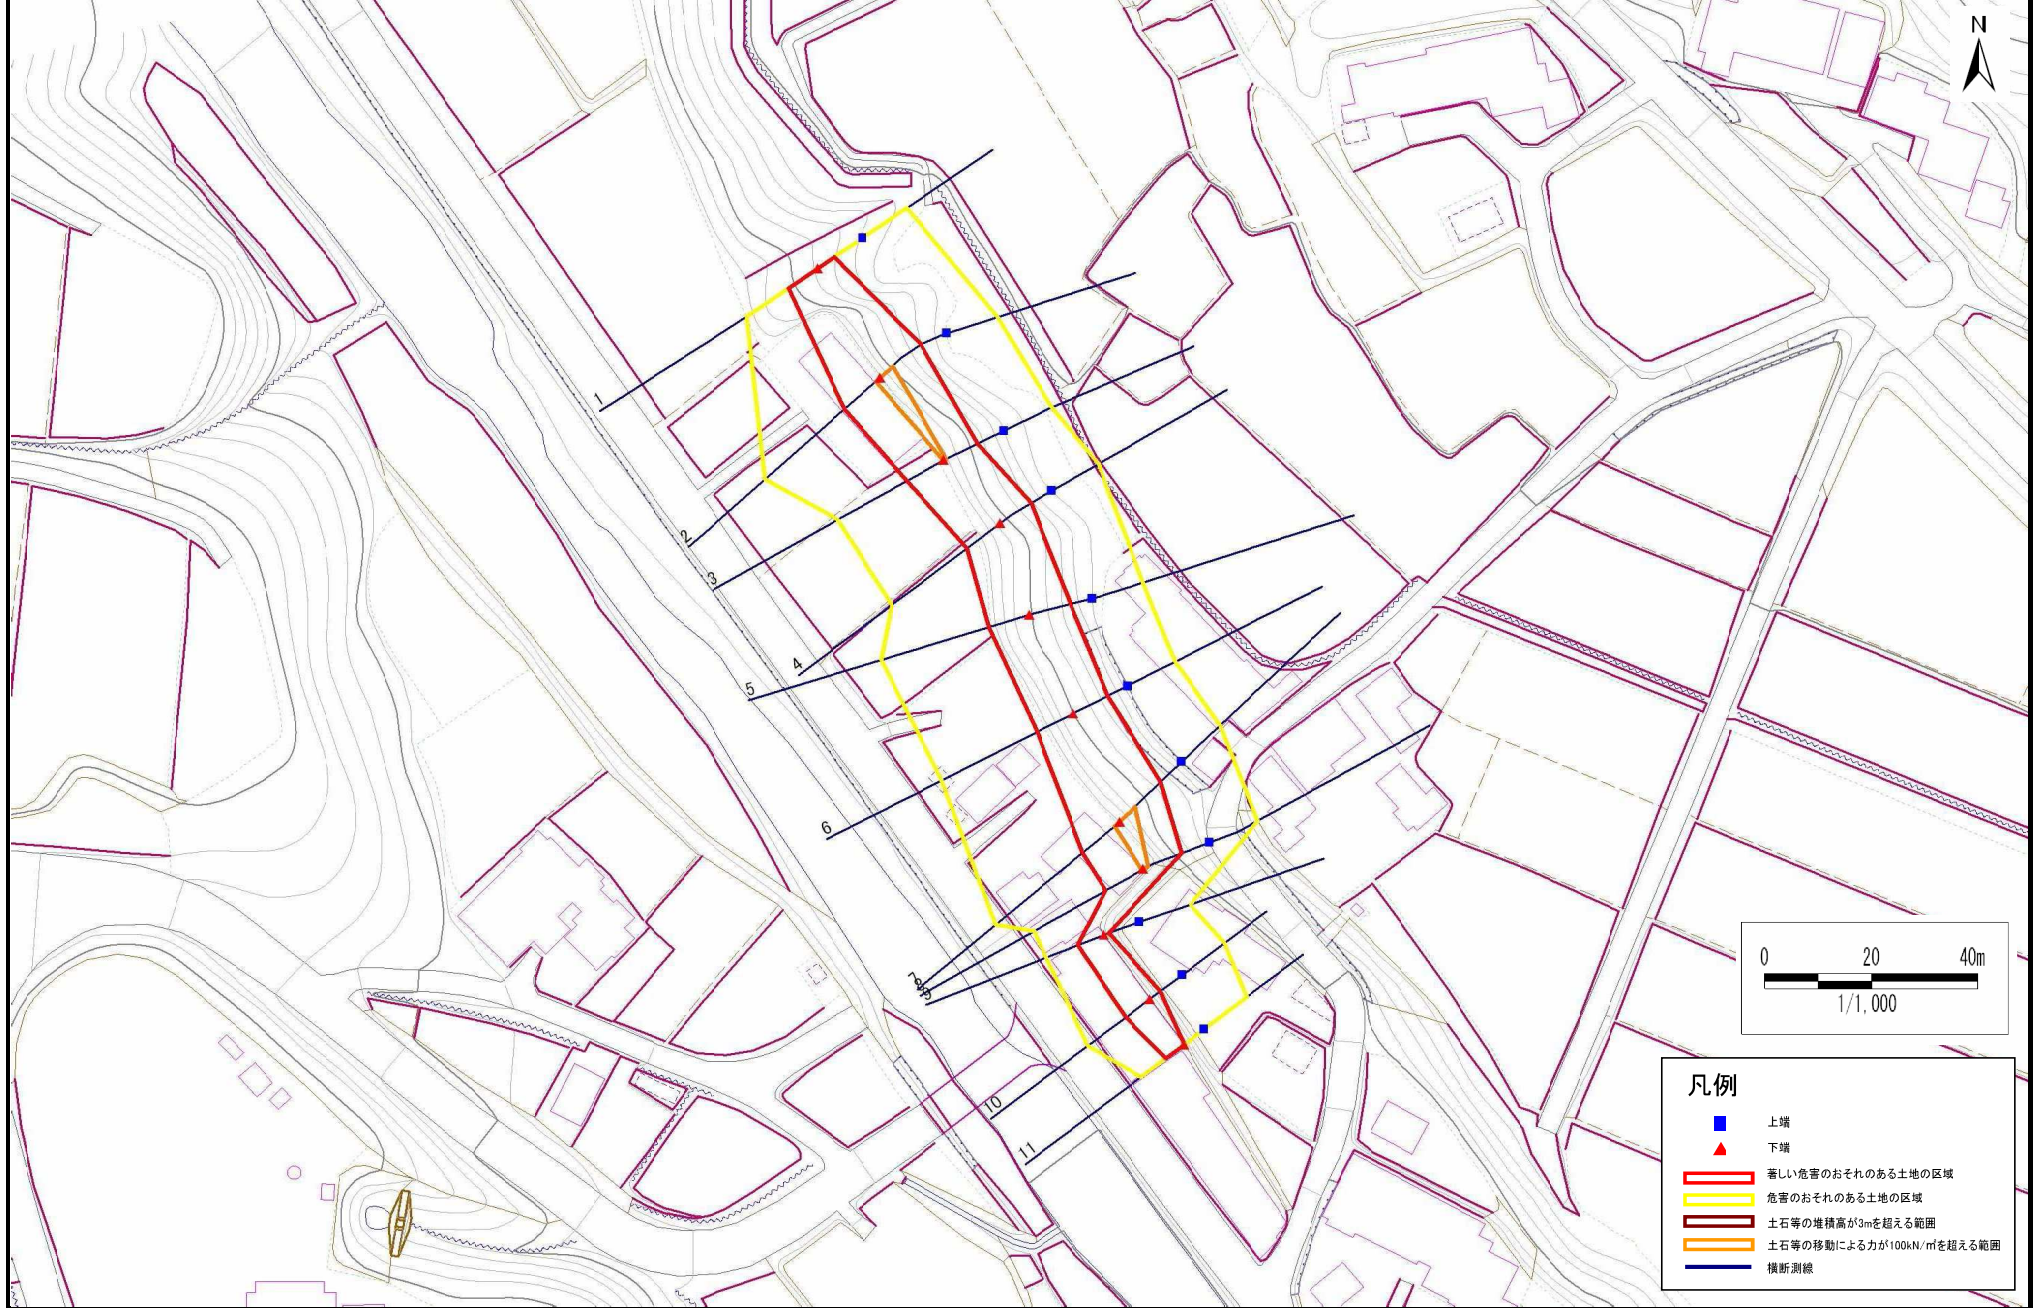 N
1
2
3
4
5
6
7
8
9
10
11
0 20 40m
1/1,000
凡例
上端
下端
著しい危害のおそれのある土地の区域
危害のおそれのある土地の区域
土石等の堆積高が3mを超える範囲
土石等の移動による力が100kN/㎡を超える範囲
横断測線